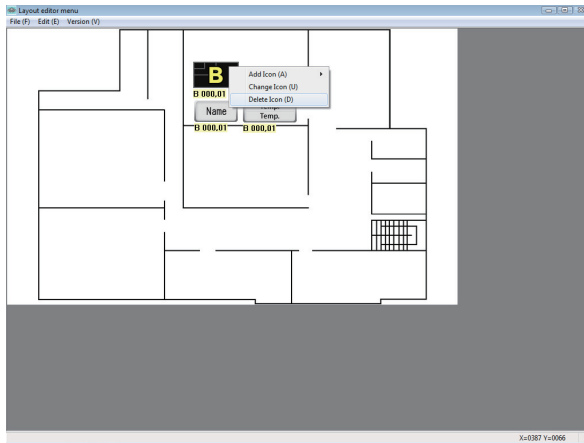 Layout editor menu
File (F) Edit (E) Version (V)
B
B 000,01
Add Icon (A)
Change Icon (U)
Delete Icon (D)
Name
Temp.
B 000,01 B 000,01
X=0387 Y=0066